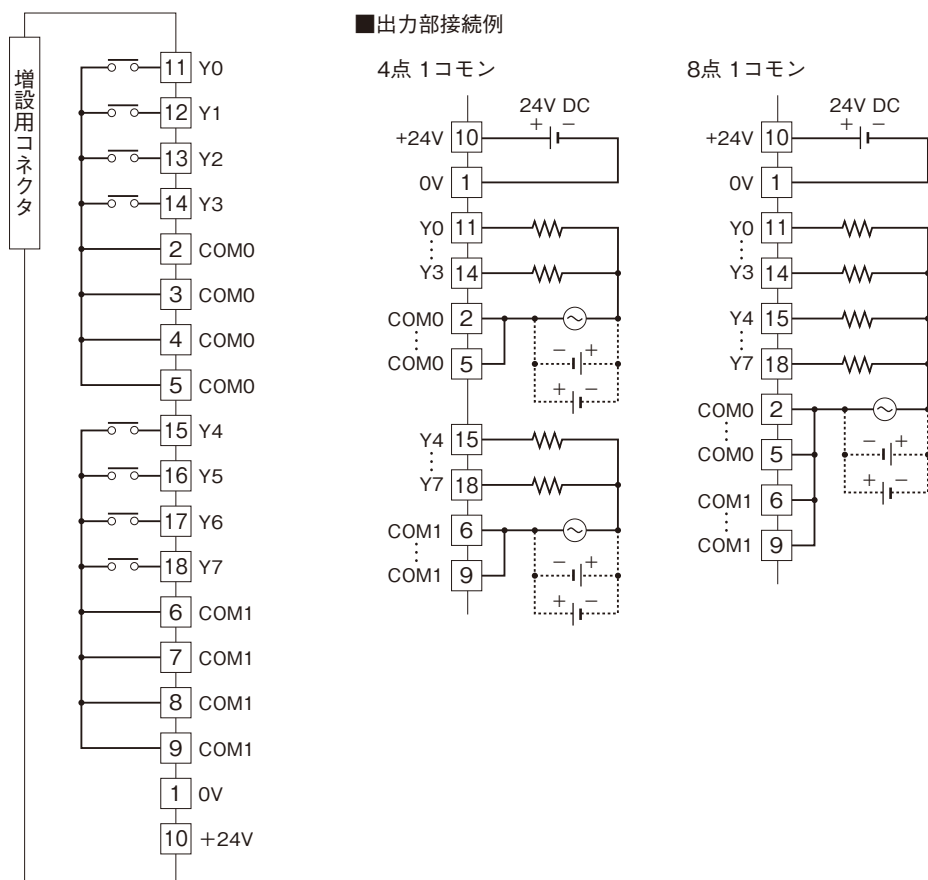 増設用コネクタ
11 Y0
12 Y1
13 Y2
14 Y3
2 COM0
3 COM0
4 COM0
5 COM0
15 Y4
16 Y5
17 Y6
18 Y7
6 COM1
7 COM1
8 COM1
9 COM1
1 0V
10 +24V
■出力部接続例
4点 1コモン
24V DC
+ −
+24V 10
0V 1
Y0 11
Y3 14
COM0 2
− +
COM0 5
+ −
Y4 15
Y7 18
COM1 6
− +
COM1 9
+ −
8点 1コモン
24V DC
+ −
+24V 10
0V 1
Y0 11
Y3 14
Y4 15
Y7 18
COM0 2
− +
COM0 5
+ −
COM1 6
COM1 9